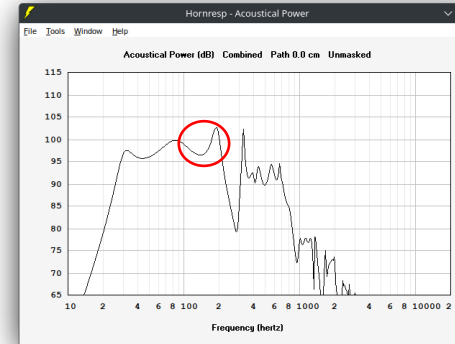 Hornresp - Acoustical Power
File Tools Window Help
Acoustical Power (dB) Combined Path 0.0 cm Unmasked
115
110
105
100
95
90
85
80
75
70
65
10 2 4 6 8 100 2 4 6 8 1000 2 4 6 8 10000 2
Frequency (hertz)